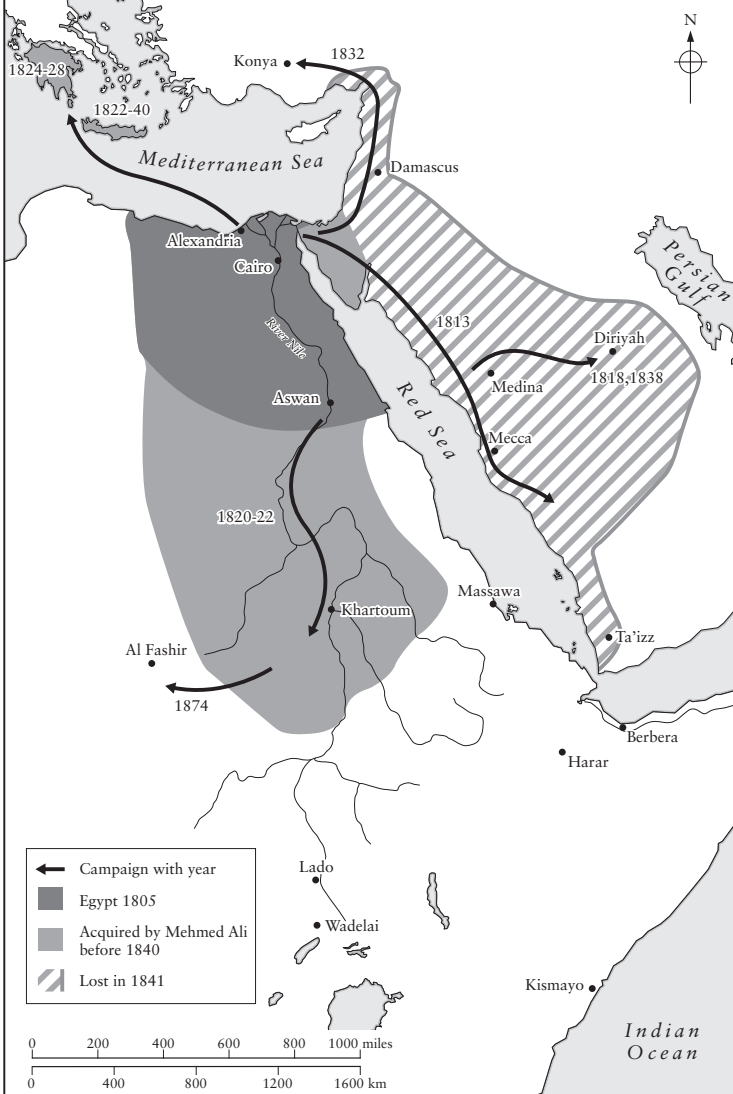 N
1832
Konya
1824-28
1822-40
Mediterranean Sea
Damascus
Alexandria
Cairo
Persian
Gulf
River Nile
1813
Diriyah
1818,1838
Medina
Aswan
Red Sea
Mecca
1820-22
Massawa
Khartoum
Ta'izz
Al Fashir
1874
Berbera
Harar
Campaign with year
Egypt 1805
Acquired by Mehmed Ali
before 1840
Lost in 1841
Lado
Wadelai
Kismayo
Indian
Ocean
0 200 400 600 800 1000 miles
0 400 800 1200 1600 km